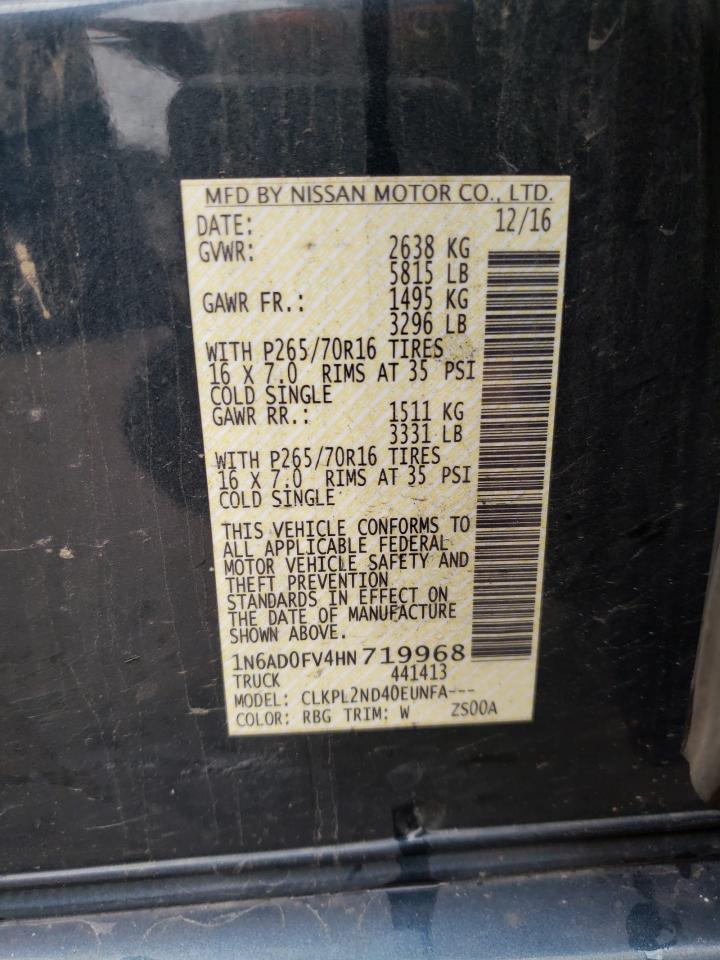 MFD BY NISSAN MOTOR CO., LTD.
DATE: 12/16
GVWR: 2638 KG
5815 LB
GAWR FR.: 1495 KG
3296 LB
WITH P265/70R16 TIRES
16 X 7.0 RIMS AT 35 PSI
COLD SINGLE
GAWR RR.: 1511 KG
3331 LB
WITH P265/70R16 TIRES
16 X 7.0 RIMS AT 35 PSI
COLD SINGLE
THIS VEHICLE CONFORMS TO
ALL APPLICABLE FEDERAL
MOTOR VEHICLE SAFETY AND
THEFT PREVENTION
STANDARDS IN EFFECT ON
THE DATE OF MANUFACTURE
SHOWN ABOVE.
1N6AD0FV4HN719968
TRUCK 441413
MODEL: CLKPL2ND40EUNFA---
COLOR: RBG TRIM: W ZS00A